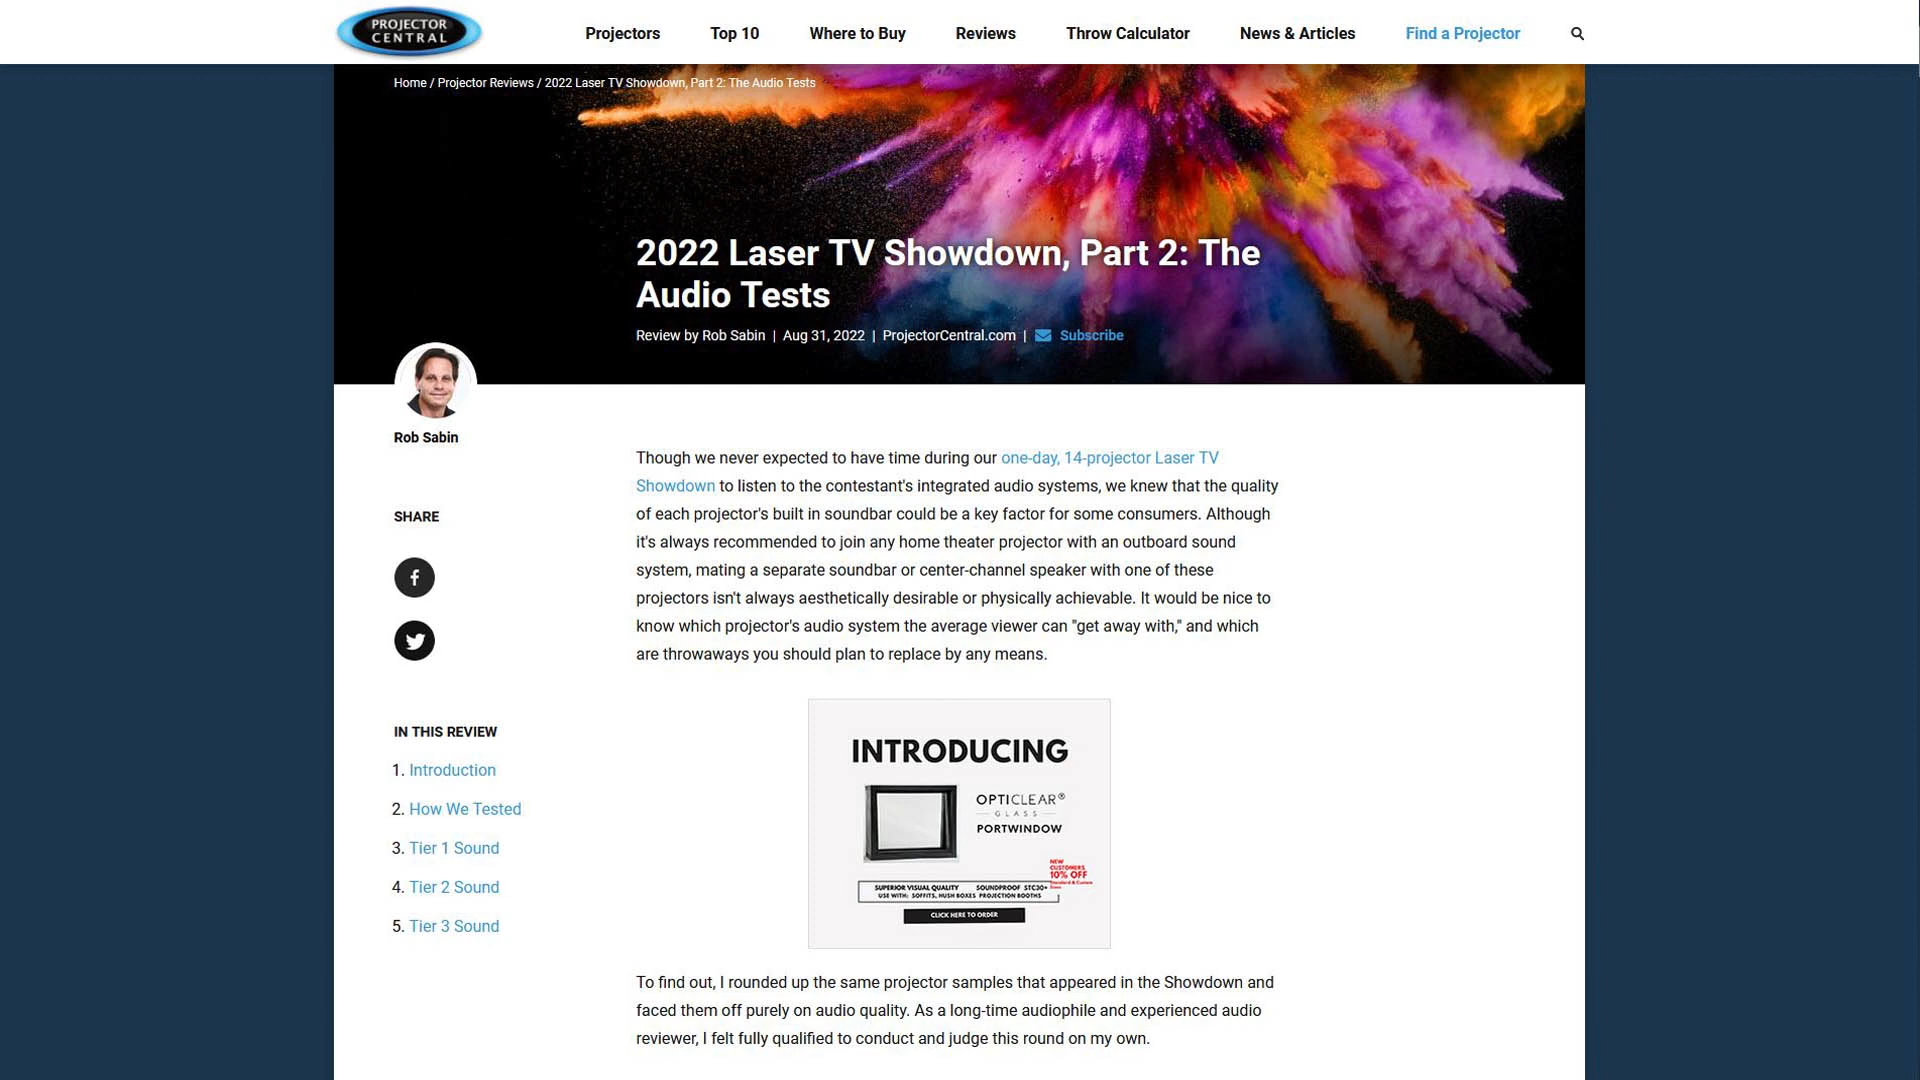 PROJECTOR
CENTRAL
Projectors
Top 10
Where to Buy
Reviews
Throw Calculator
News & Articles
Find a Projector
Home / Projector Reviews / 2022 Laser TV Showdown, Part 2: The Audio Tests
2022 Laser TV Showdown, Part 2: The
Audio Tests
Review by Rob Sabin | Aug 31, 2022 | ProjectorCentral.com | Subscribe
Rob Sabin
SHARE
IN THIS REVIEW
1. Introduction
2. How We Tested
3. Tier 1 Sound
4. Tier 2 Sound
5. Tier 3 Sound
Though we never expected to have time during our one-day, 14-projector Laser TV
Showdown to listen to the contestant's integrated audio systems, we knew that the quality
of each projector's built in soundbar could be a key factor for some consumers. Although
it's always recommended to join any home theater projector with an outboard sound
system, mating a separate soundbar or center-channel speaker with one of these
projectors isn't always aesthetically desirable or physically achievable. It would be nice to
know which projector's audio system the average viewer can "get away with," and which
are throwaways you should plan to replace by any means.
INTRODUCING
OPTICLEAR®
GLASS
PORTWINDOW
NEW
CUSTOMERS
10% OFF
Standard & Custom
Sizes
SUPERIOR VISUAL QUALITY SOUNDPROOF STC30+
USE WITH: SOFFITS, HUSH BOXES PROJECTION BOOTHS
CLICK HERE TO ORDER
To find out, I rounded up the same projector samples that appeared in the Showdown and
faced them off purely on audio quality. As a long-time audiophile and experienced audio
reviewer, I felt fully qualified to conduct and judge this round on my own.